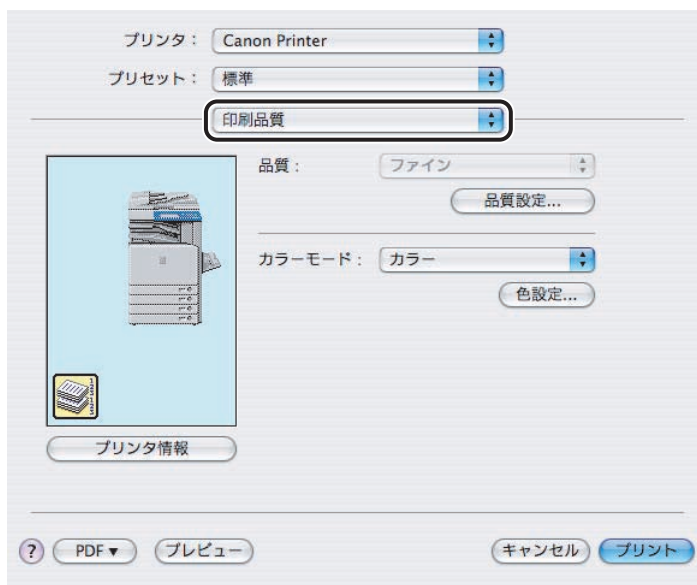 プリンタ： Canon Printer
プリセット： 標準
印刷品質
品質： ファイン
品質設定...
カラーモード： カラー
色設定...
プリンタ情報
? PDF▼ プレビュー キャンセル プリント